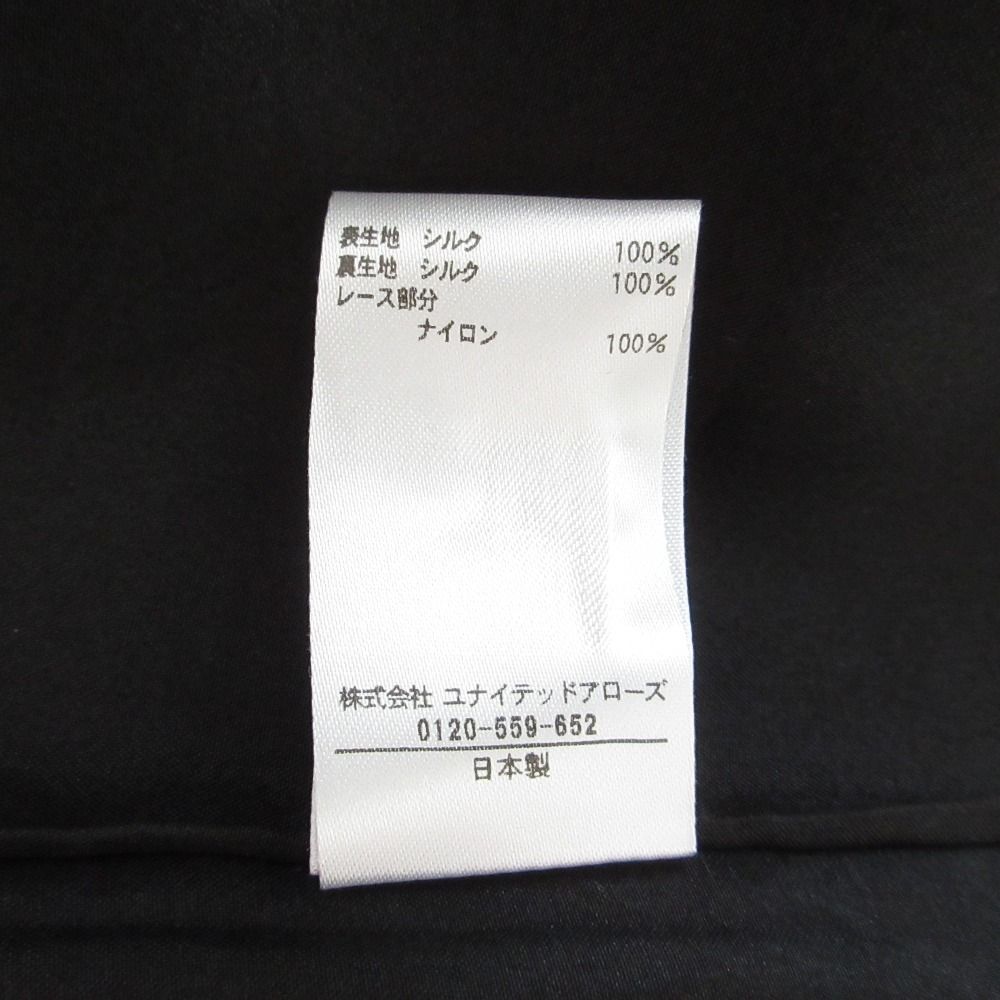 表生地 シルク 100%
裏生地 シルク 100%
レース部分
ナイロン 100%
株式会社 ユナイテッドアローズ
0120-559-652
日本製